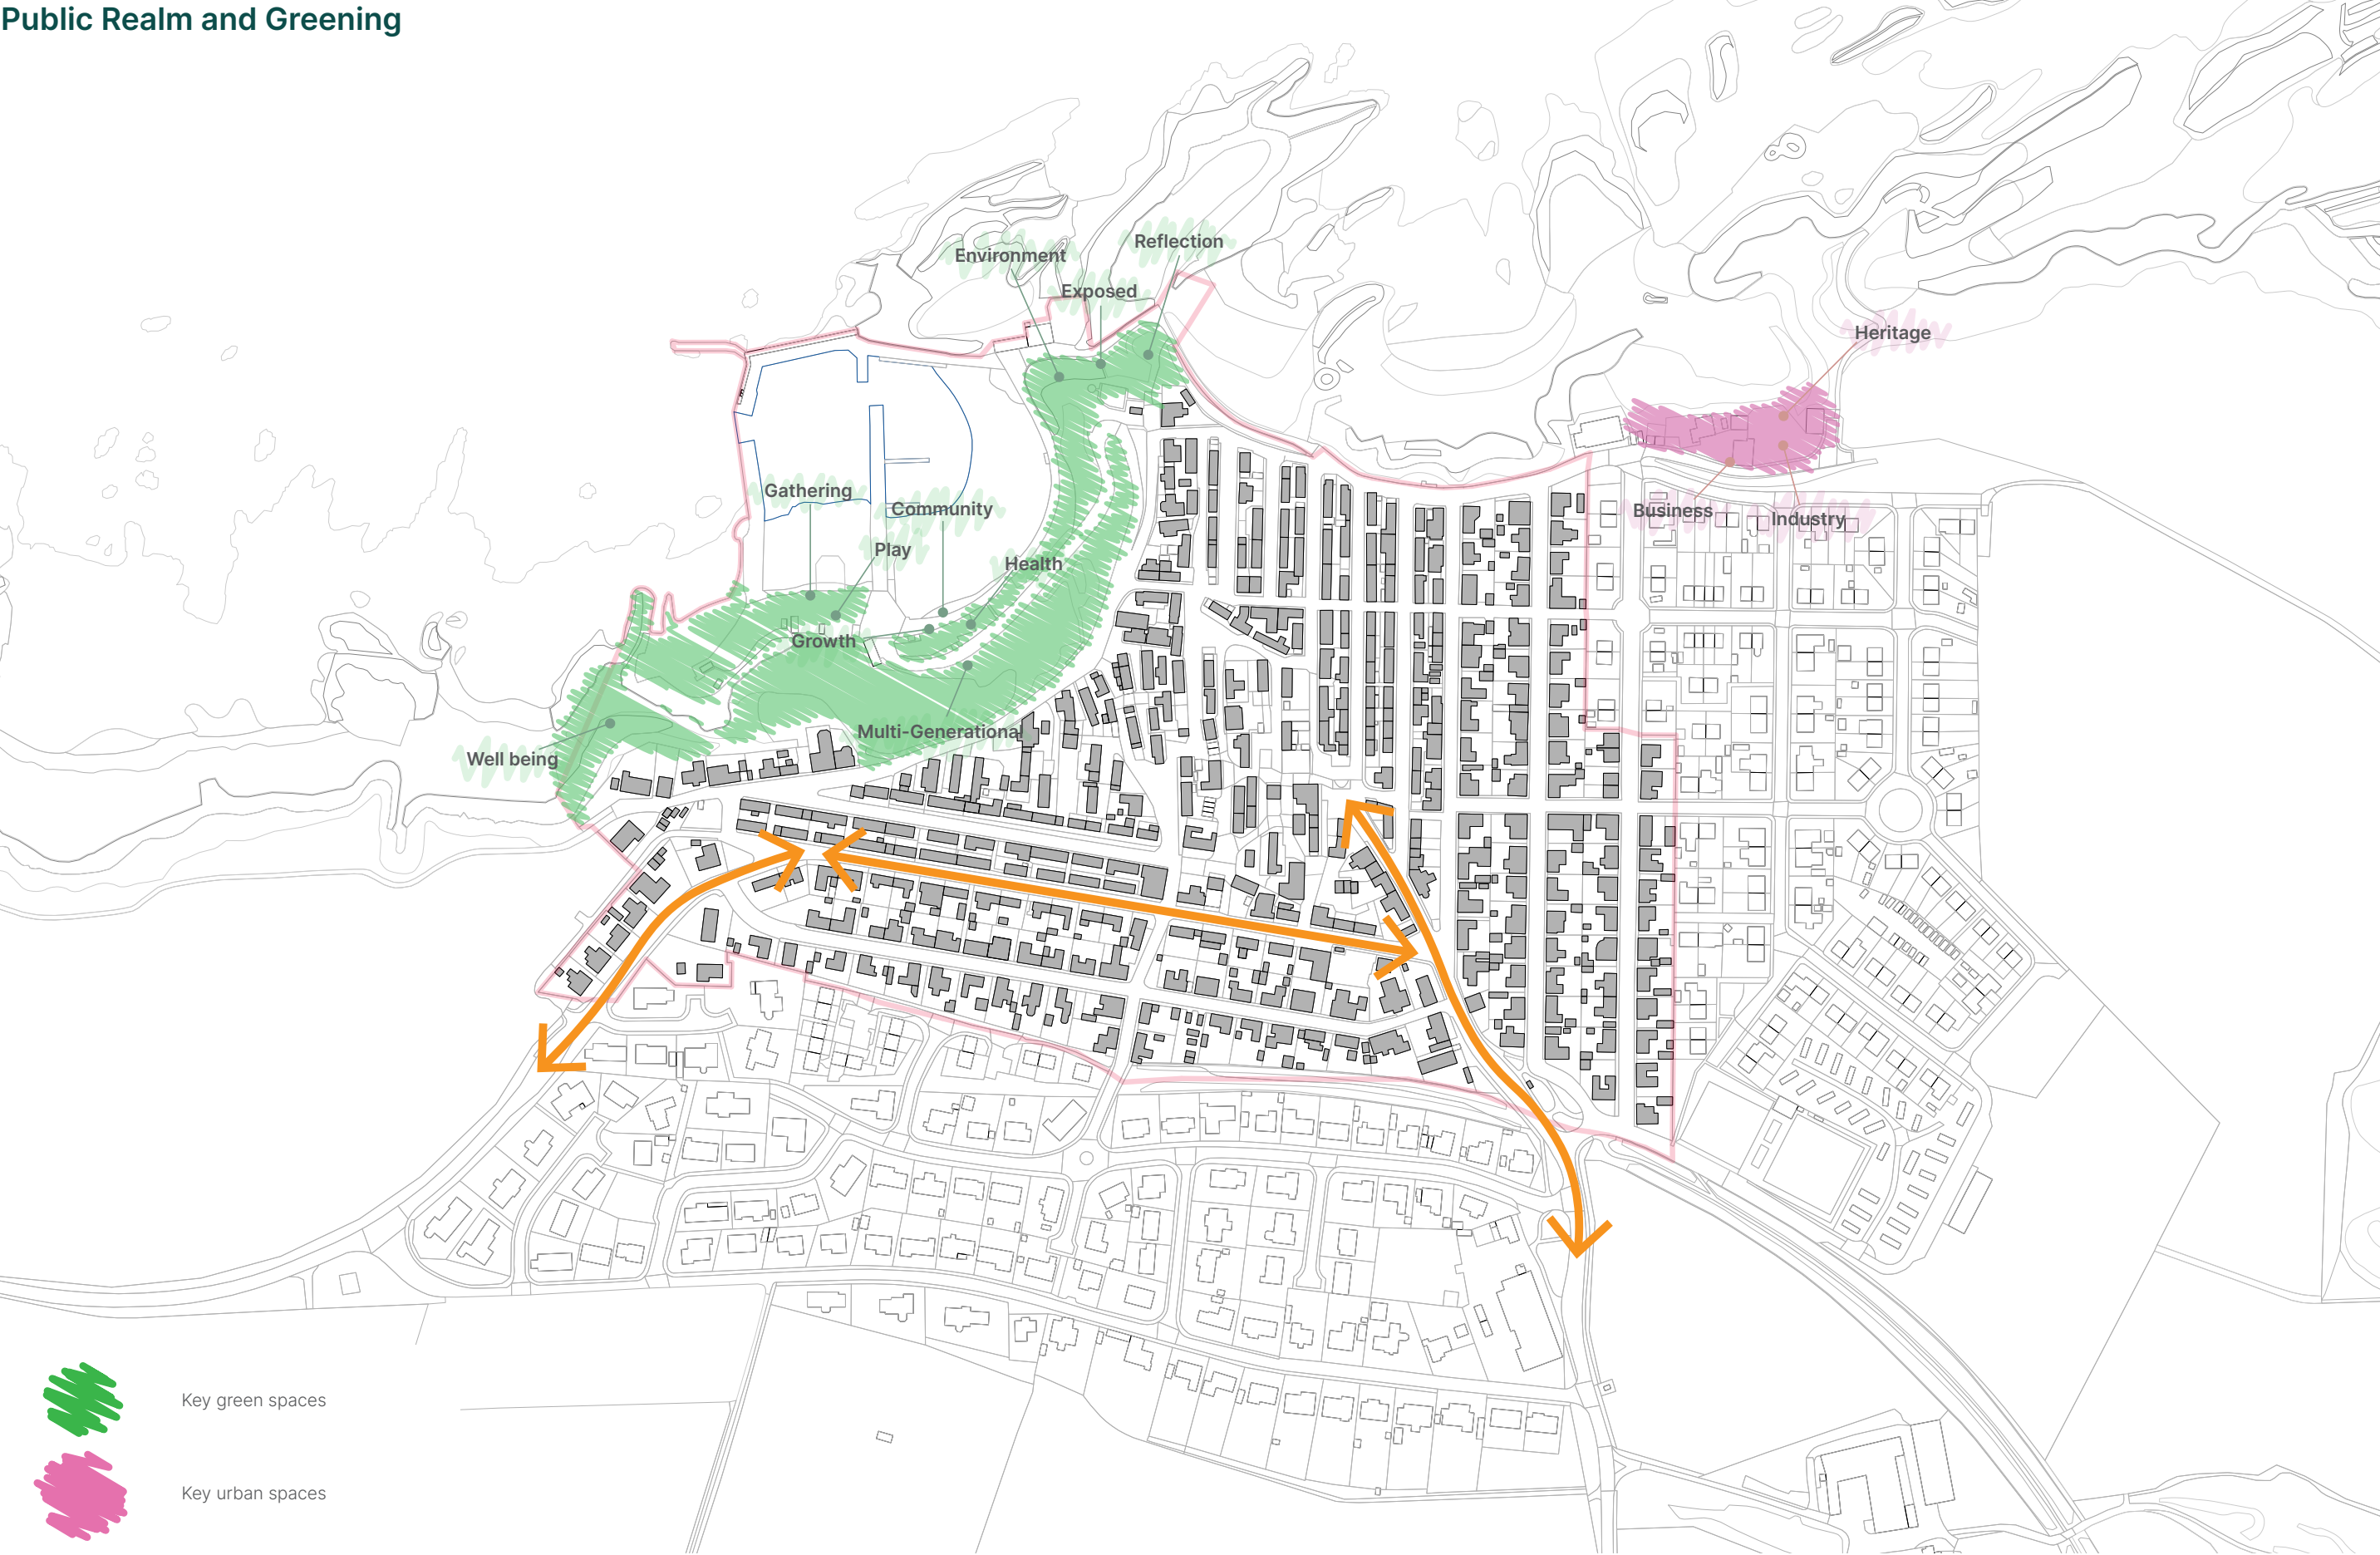 Public Realm and Greening
Reflection
Environment
Exposed
Heritage
Gathering
Community
Business
Industry
Play
Health
Growth
Multi-Generational
Well being
Key green spaces
Key urban spaces